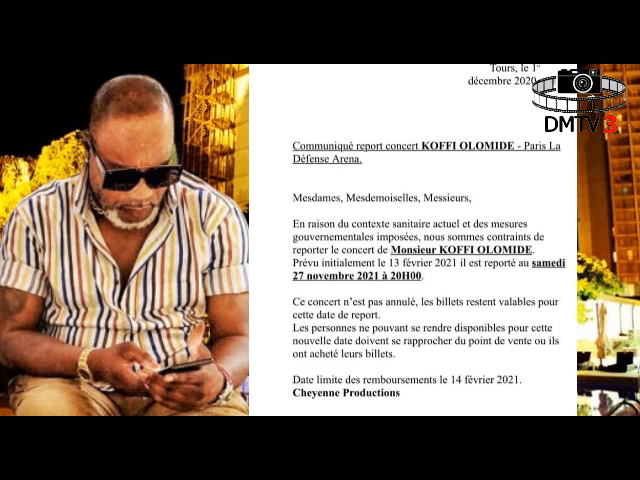 Tours, le 1er
décembre 2020
DMTV3
Communiqué report concert KOFFI OLOMIDE - Paris La
Défense Arena.
Mesdames, Mesdemoiselles, Messieurs,
En raison du contexte sanitaire actuel et des mesures
gouvernementales imposées, nous sommes contraints de
reporter le concert de Monsieur KOFFI OLOMIDE.
Prévu initialement le 13 février 2021 il est reporté au samedi
27 novembre 2021 à 20H00.
Ce concert n'est pas annulé, les billets restent valables pour
cette date de report.
Les personnes ne pouvant se rendre disponibles pour cette
nouvelle date doivent se rapprocher du point de vente ou ils
ont acheté leurs billets.
Date limite des remboursements le 14 février 2021.
Cheyenne Productions